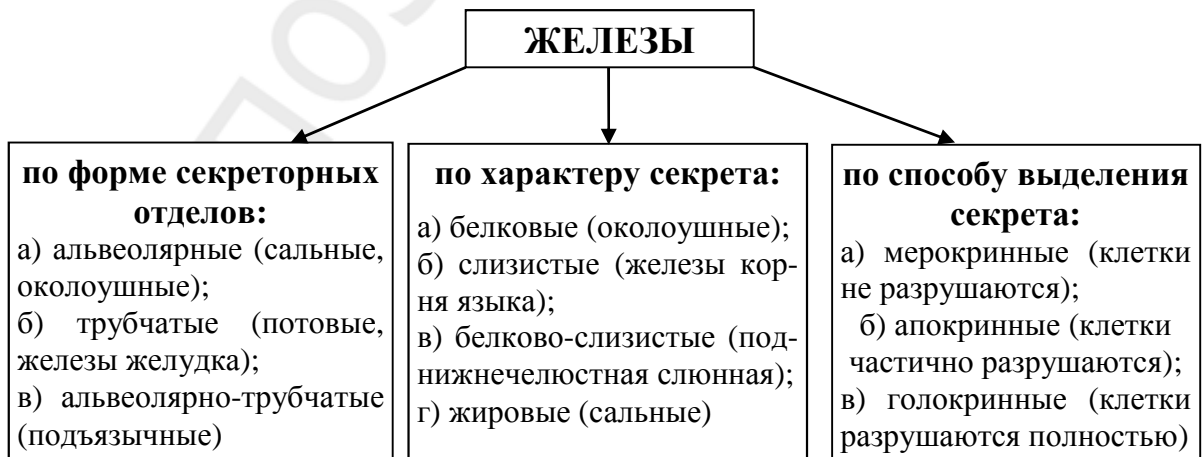 ЖЕЛЕЗЫ
по форме секреторных
отделов:
а) альвеолярные (сальные,
околоушные);
б) трубчатые (потовые,
железы желудка);
в) альвеолярно-трубчатые
(подъязычные)
по характеру секрета:
а) белковые (околоушные);
б) слизистые (железы кор-
ня языка);
в) белково-слизистые (под-
нижнечелюстная слюнная);
г) жировые (сальные)
по способу выделения
секрета:
а) мерокринные (клетки
не разрушаются);
б) апокринные (клетки
частично разрушаются);
в) голокринные (клетки
разрушаются полностью)